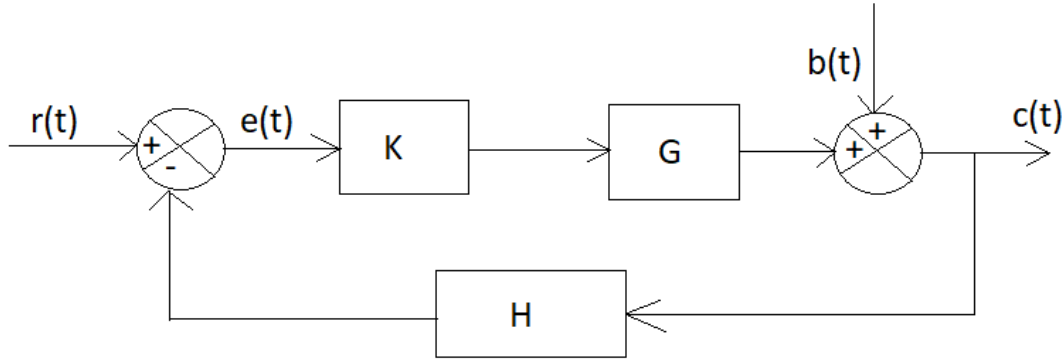 b(t)
r(t) e(t) c(t)
+ - K G + +
H